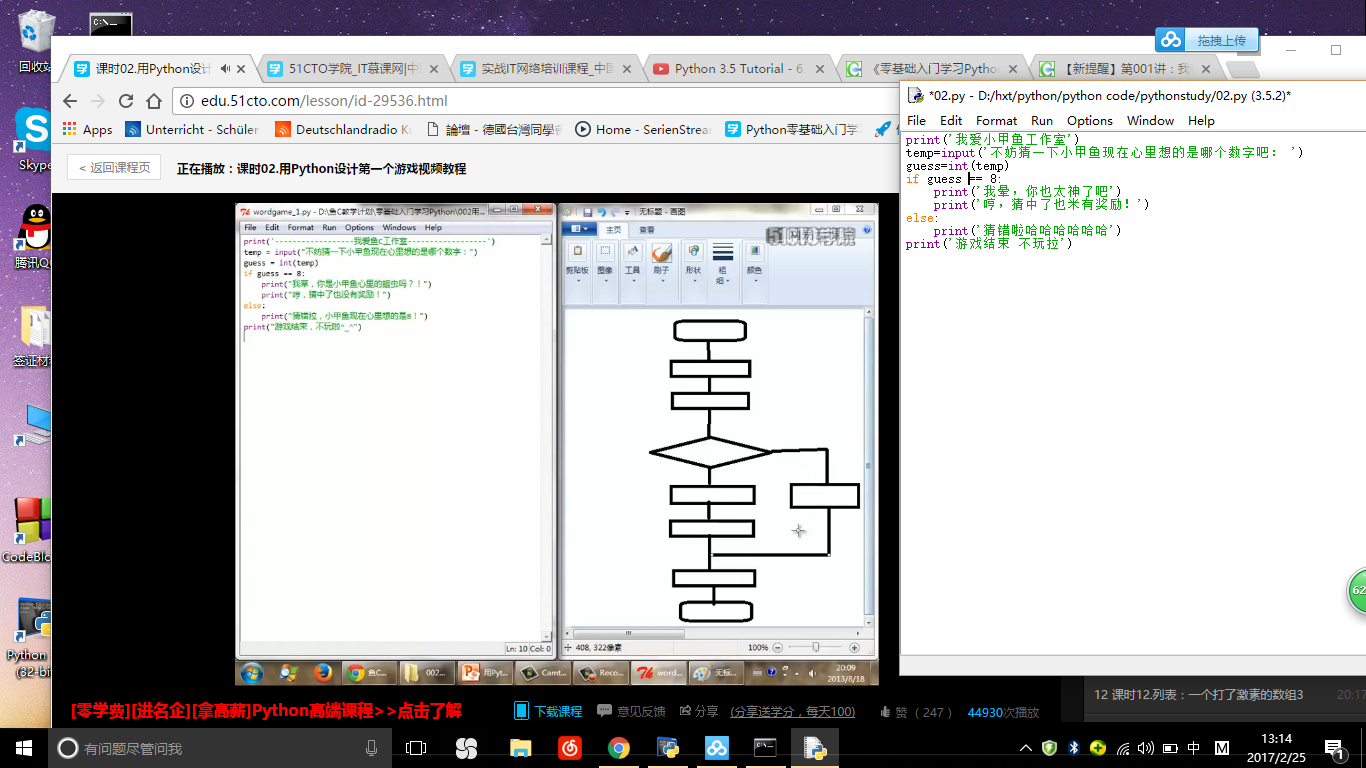 回收站
拖拽上传
课时02.用Python设计
51CTO学院_IT慕课网|中
实战IT网络培训课程_中国
Python 3.5 Tutorial - 6.
《零基础入门学习Python
【新提醒】第001讲：我
edu.51cto.com/lesson/id-29536.html
*02.py - D:/hxt/python/python code/pythonstudy/02.py (3.5.2)*
File Edit Format Run Options Window Help
Apps
Unterricht - Schüler
Deutschlandradio
論壇 - 德國台灣同學會
Home - SerienStrea
Python零基础入门学
< 返回课程页
正在播放：课时02.用Python设计第一个游戏视频教程
print('我爱小甲鱼工作室')
temp=input('不妨猜一下小甲鱼现在心里想的是哪个数字吧： ')
guess=int(temp)
if guess == 8:
print('我晕，你也太神了吧')
print('哼，猜中了也米有奖励！')
else:
print('猜错啦哈哈哈哈哈哈')
print('游戏结束 不玩拉')
Skype
腾讯Q
签证材
CodeBlo
Python
(32-bi
wordgame_1.py - D:\鱼C教学计划\零基础入门学习Python\002用...
File Edit Format Run Options Windows Help
print('------------------我爱鱼C工作室------------------')
temp = input("不妨猜一下小甲鱼现在心里想的是哪个数字：")
guess = int(temp)
if guess == 8:
print("我草，你是小甲鱼心里的蛔虫吗？！")
print("哼，猜中了也没有奖励！")
else:
print("猜错拉，小甲鱼现在心里想的是8！")
print("游戏结束，不玩啦^_^")
Ln: 10 Col: 0
无标题 - 画图
主页 查看
剪贴板 图像 工具 刷子 形状 粗细 颜色
408, 322像素
100%
鱼C...
002...
用Pyt...
Camt...
Reco...
word...
无标...
20:09
2013/8/18
[零学费][进名企][拿高薪]Python高端课程>>点击了解
下载课程
意见反馈
分享
(分享送学分，每天100)
赞 ( 247 )
44930次播放
12 课时12.列表：一个打了激素的数组3
20:17
62
有问题尽管问我
中
M
13:14
2017/2/25
1